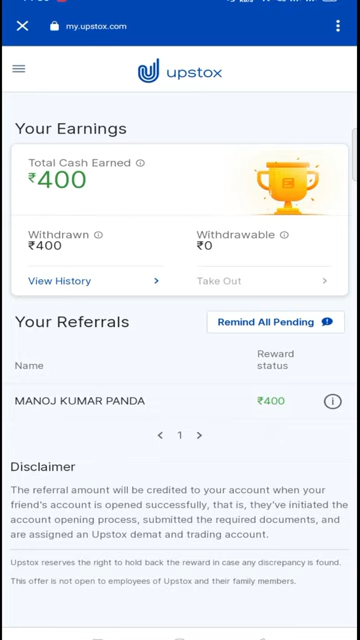 my.upstox.com
upstox
Your Earnings
Total Cash Earned
₹400
Withdrawn
₹400
Withdrawable
₹0
View History
Take Out
Your Referrals
Remind All Pending
Name
Reward
status
MANOJ KUMAR PANDA
₹400
1
Disclaimer
The referral amount will be credited to your account when your
friend's account is opened successfully, that is, they've initiated the
account opening process, submitted the required documents, and
are assigned an Upstox demat and trading account.
Upstox reserves the right to hold back the reward in case any discrepancy is found.
This offer is not open to employees of Upstox and their family members.